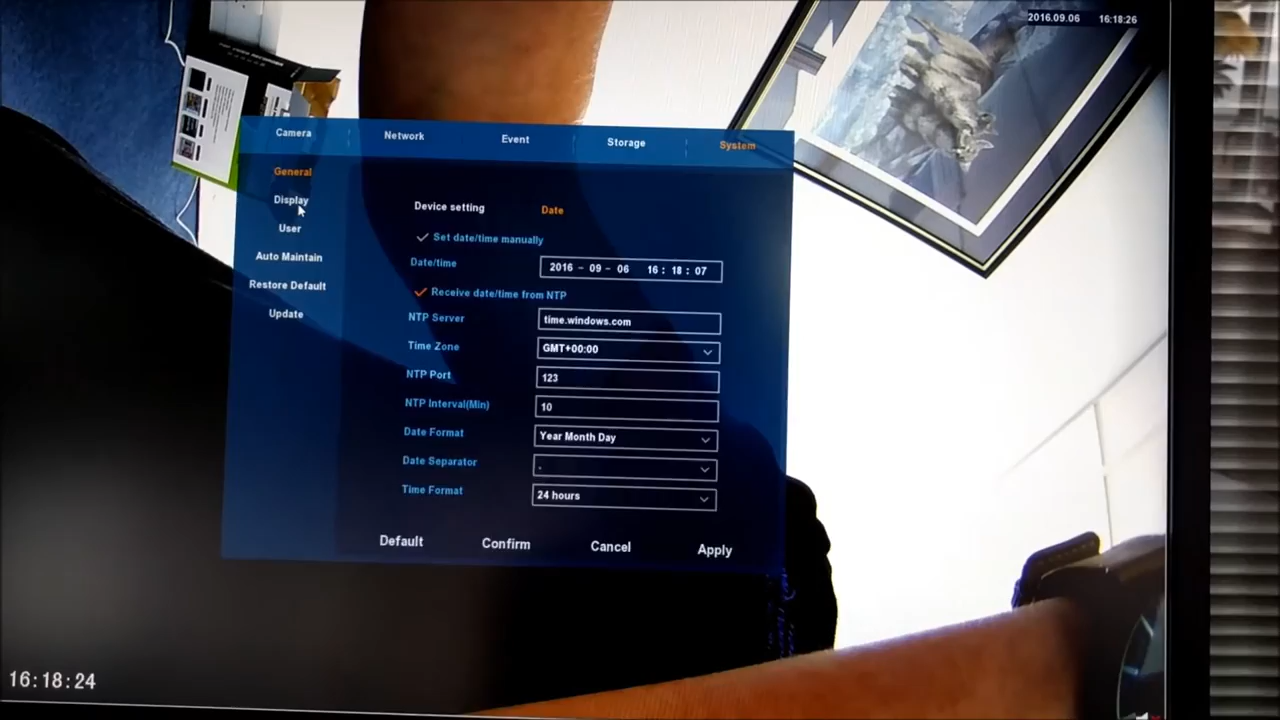 2016.09.06 16:18:26
Camera Network Event Storage System
General
Display
User
Auto Maintain
Restore Default
Update
Device setting Date
Set date/time manually
Date/time 2016 - 09 - 06 16 : 18 : 07
Receive date/time from NTP
NTP Server time.windows.com
Time Zone GMT+00:00
NTP Port 123
NTP Interval(Min) 10
Date Format Year Month Day
Date Separator .
Time Format 24 hours
Default Confirm Cancel Apply
16:18:24